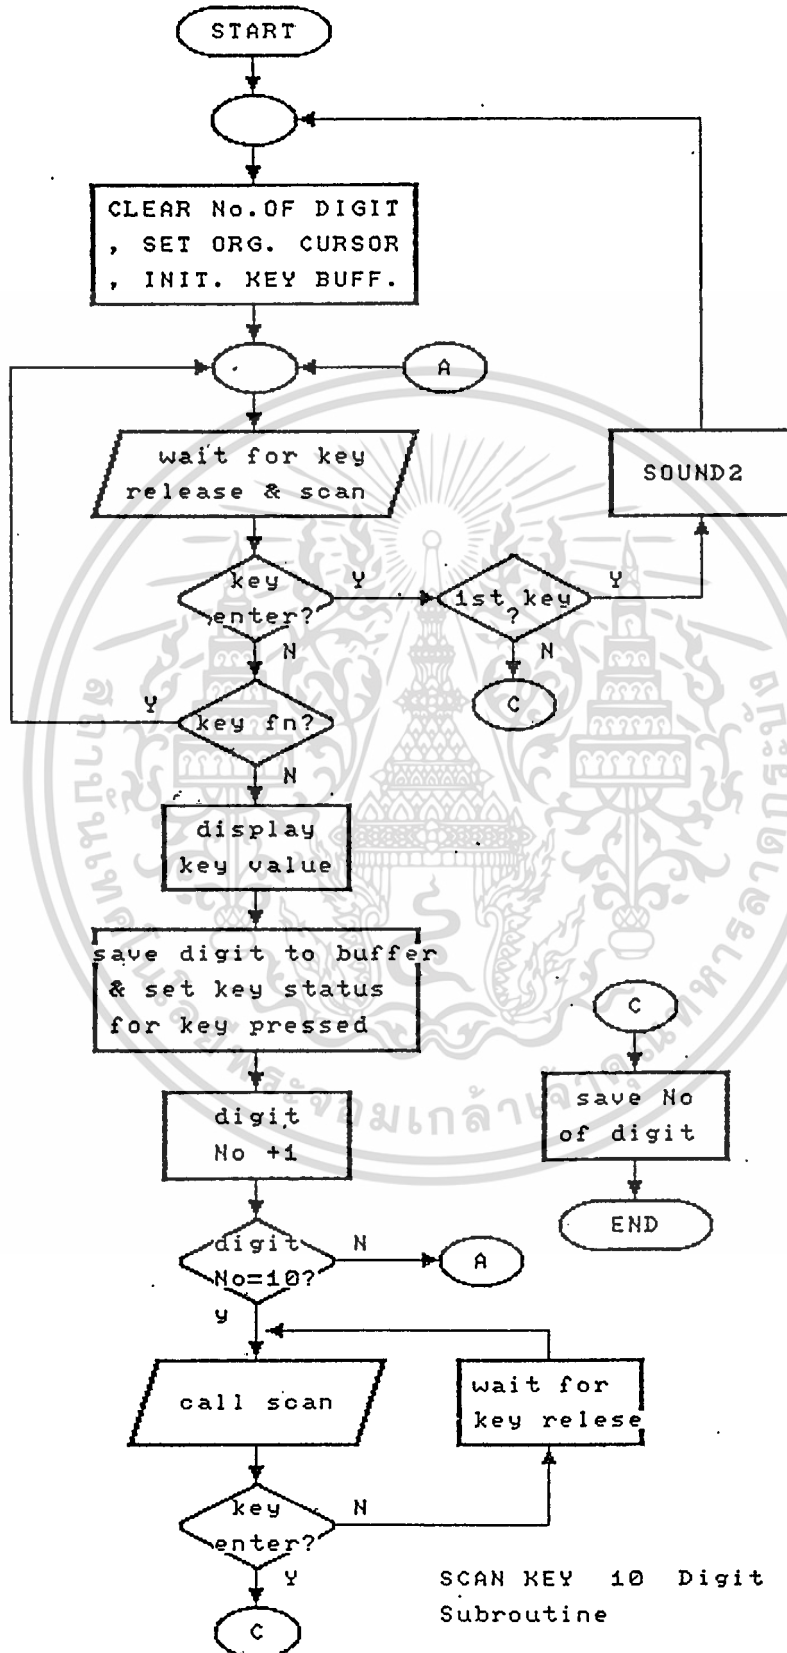 START
CLEAR No.OF DIGIT
, SET ORG. CURSOR
, INIT. KEY BUFF.
A
wait for key
release & scan
SOUND2
key
enter?
Y
1st key
?
Y
N
N
C
key fn?
Y
N
display
key value
save digit to buffer
& set key status
for key pressed
C
digit
No +1
save No
of digit
END
digit
No=10?
N
A
y
call scan
wait for
key relese
key
enter?
N
Y
C
SCAN KEY 10 Digit
Subroutine